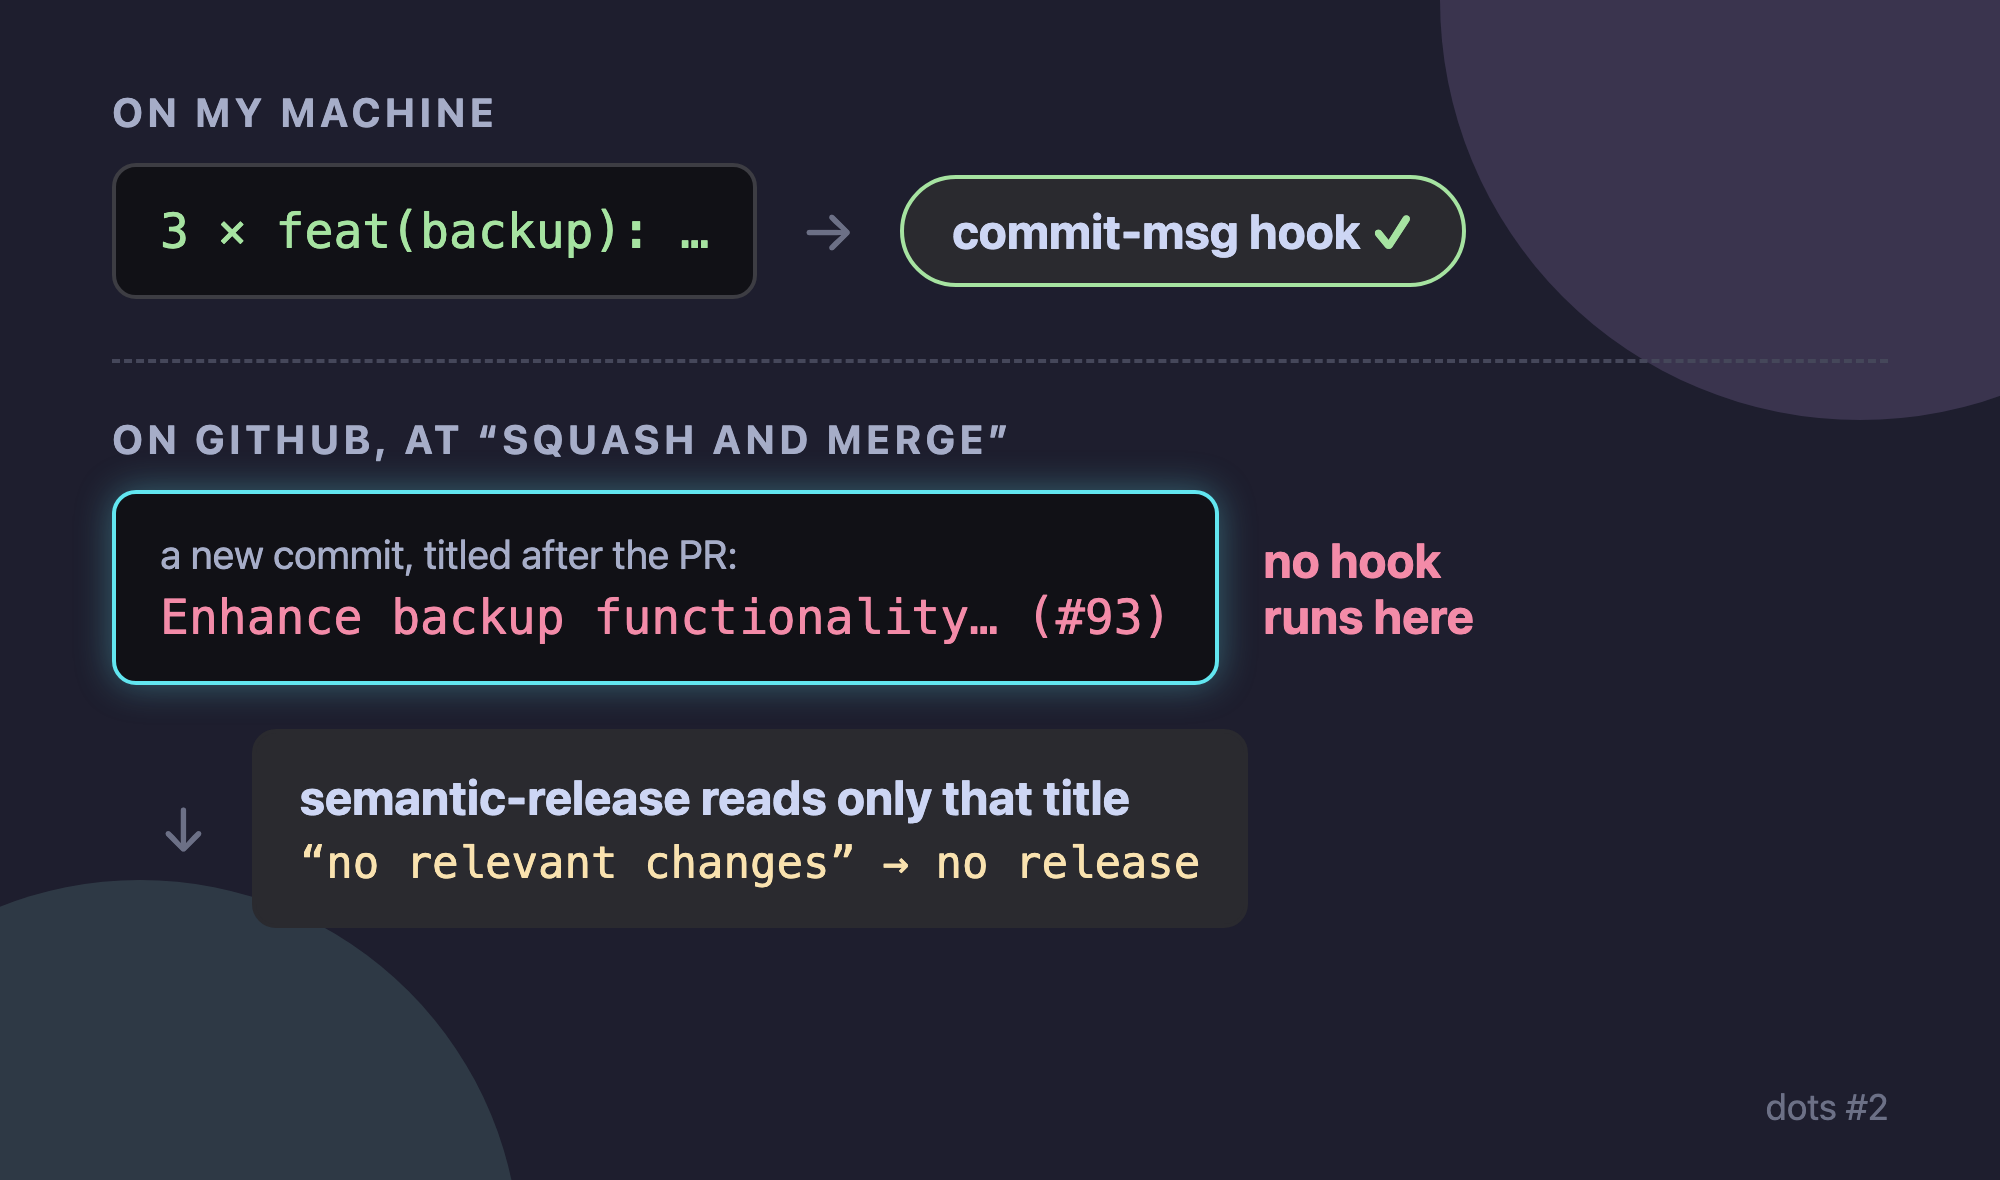 ON MY MACHINE
3 × feat(backup): …
→
commit-msg hook ✓
ON GITHUB, AT “SQUASH AND MERGE”
a new commit, titled after the PR:
Enhance backup functionality… (#93)
no hook
runs here
↓
semantic-release reads only that title
“no relevant changes” → no release
dots #2